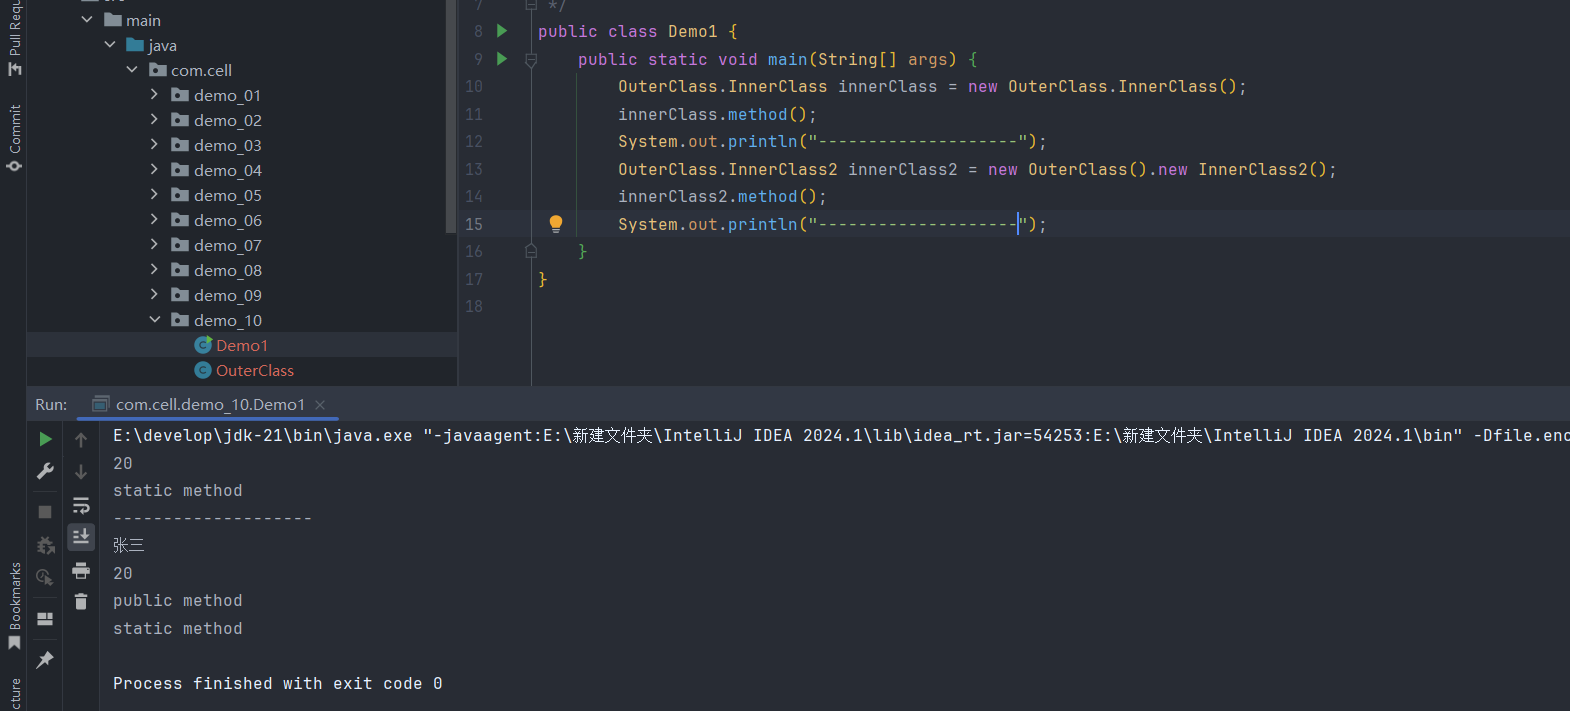 main
java
com.cell
demo_01
demo_02
demo_03
demo_04
demo_05
demo_06
demo_07
demo_08
demo_09
demo_10
Demo1
OuterClass
Commit
Bookmarks
7 */
8 public class Demo1 {
9 public static void main(String[] args) {
10 OuterClass.InnerClass innerClass = new OuterClass.InnerClass();
11 innerClass.method();
12 System.out.println("--------------------");
13 OuterClass.InnerClass2 innerClass2 = new OuterClass().new InnerClass2();
14 innerClass2.method();
15 System.out.println("--------------------");
16 }
17 }
18
Run: com.cell.demo_10.Demo1
E:\develop\jdk-21\bin\java.exe "-javaagent:E:\新建文件夹\IntelliJ IDEA 2024.1\lib\idea_rt.jar=54253:E:\新建文件夹\IntelliJ IDEA 2024.1\bin" -Dfile.enc
20
static method
--------------------
张三
20
public method
static method
Process finished with exit code 0